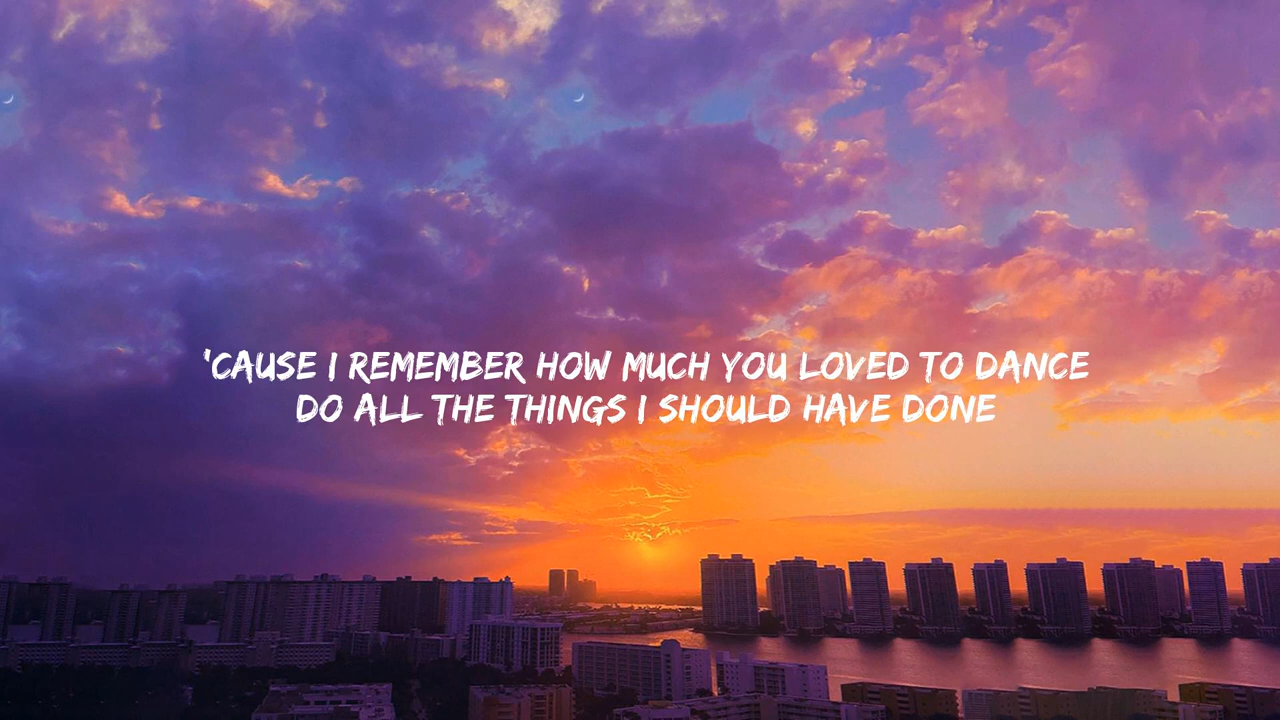 'CAUSE I REMEMBER HOW MUCH YOU LOVED TO DANCE
DO ALL THE THINGS I SHOULD HAVE DONE